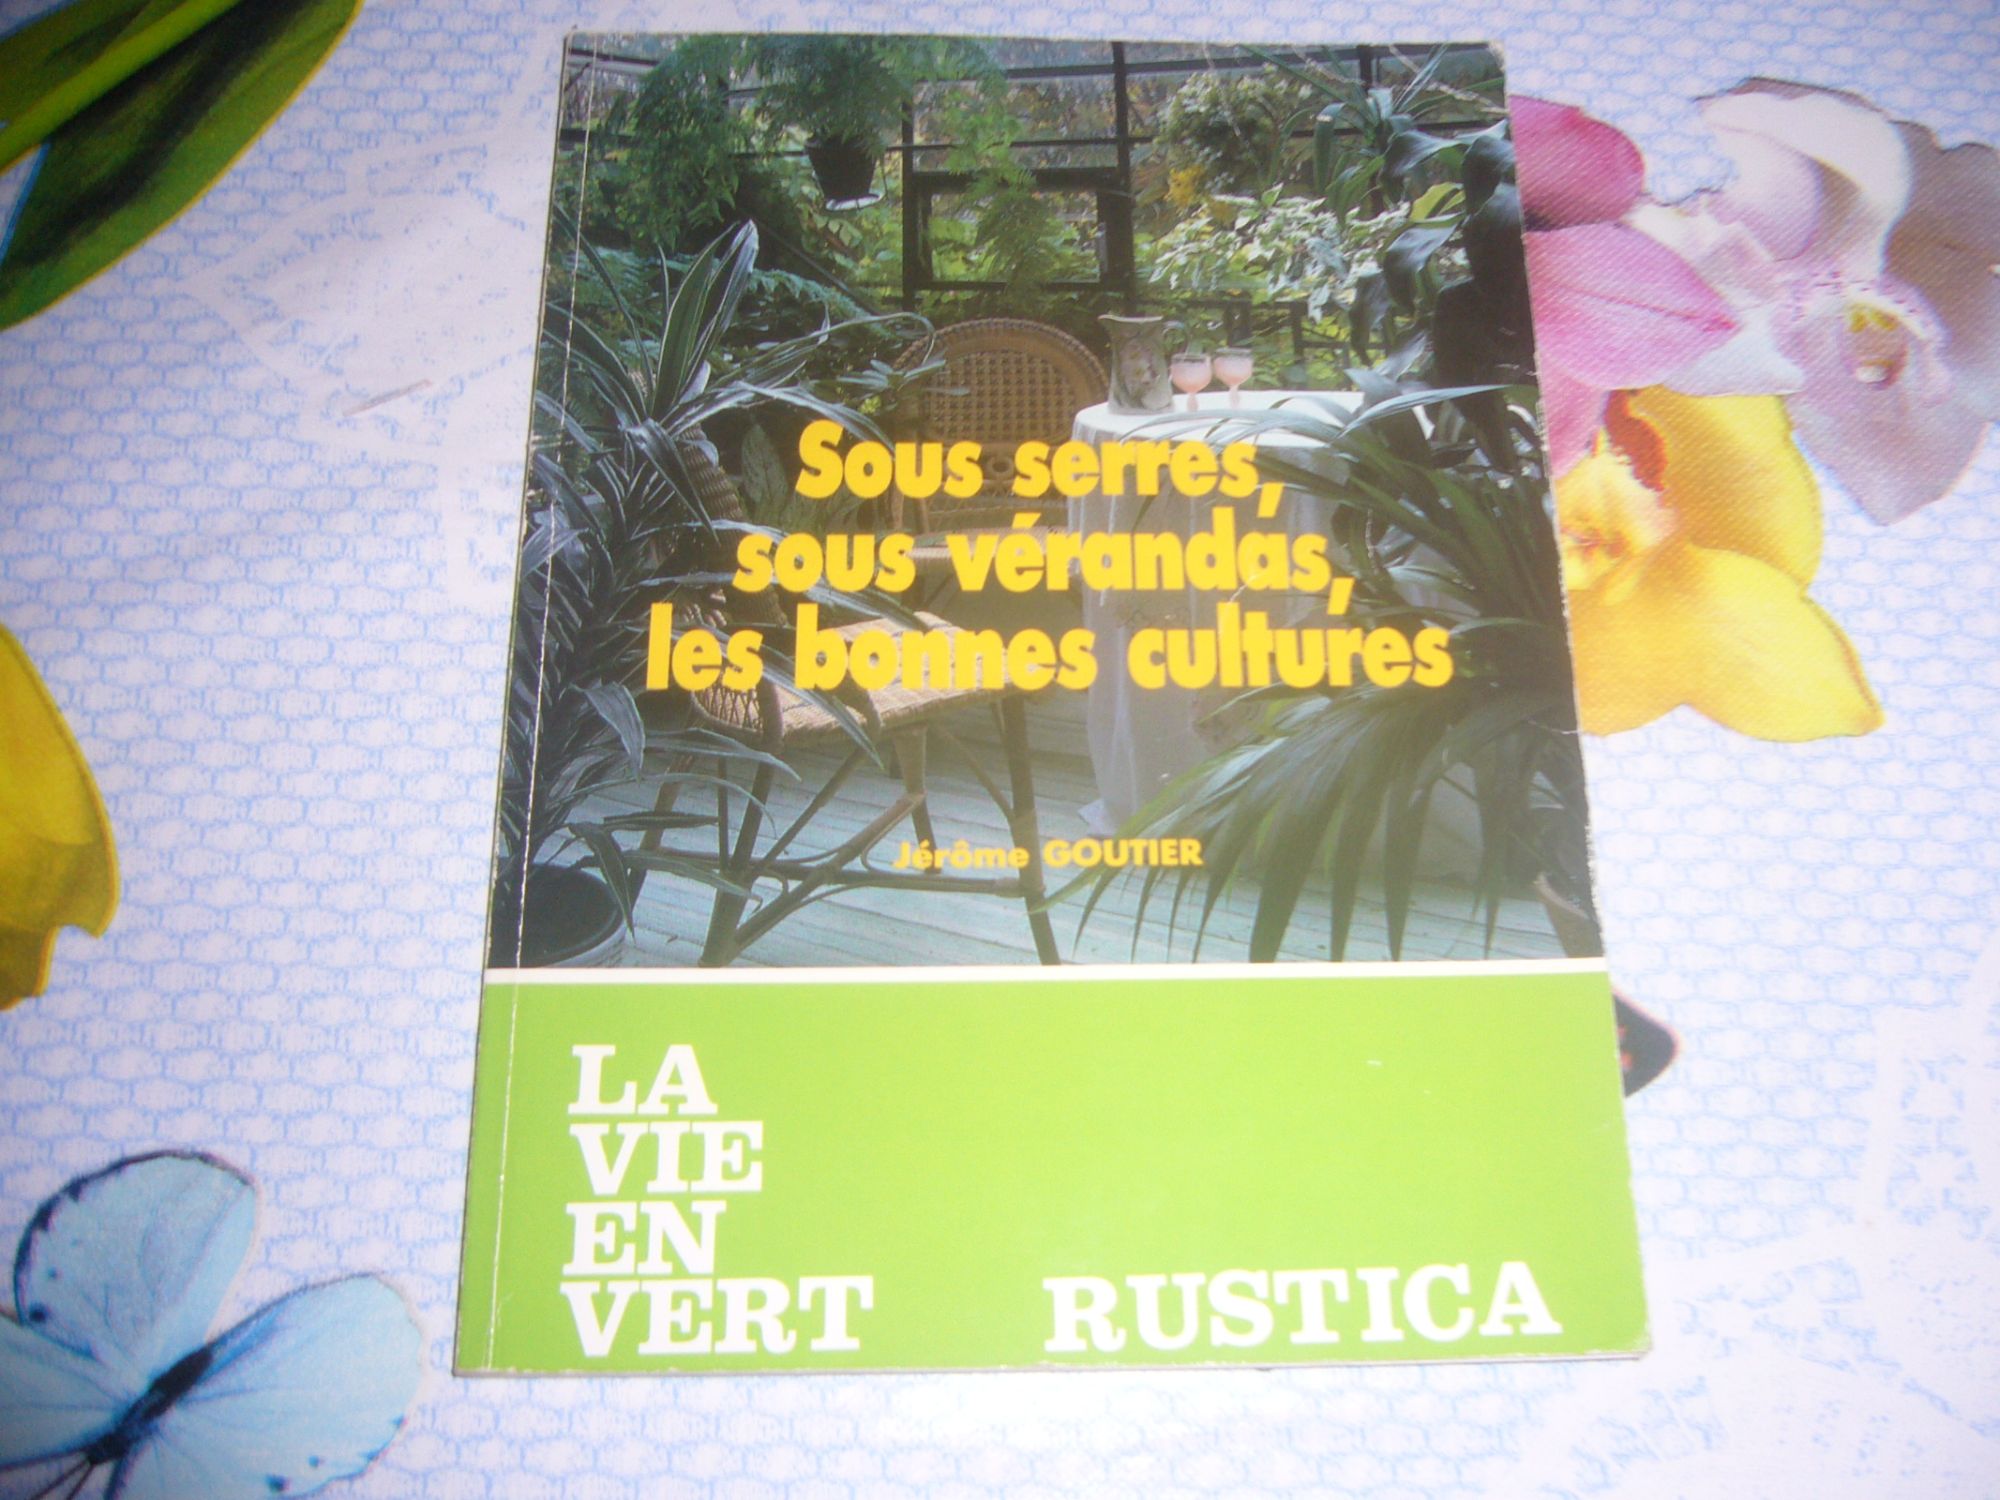 Sous serres,
sous vérandas,
les bonnes cultures
Jérôme GOUTIER
LA
VIE
EN
VERT
RUSTICA